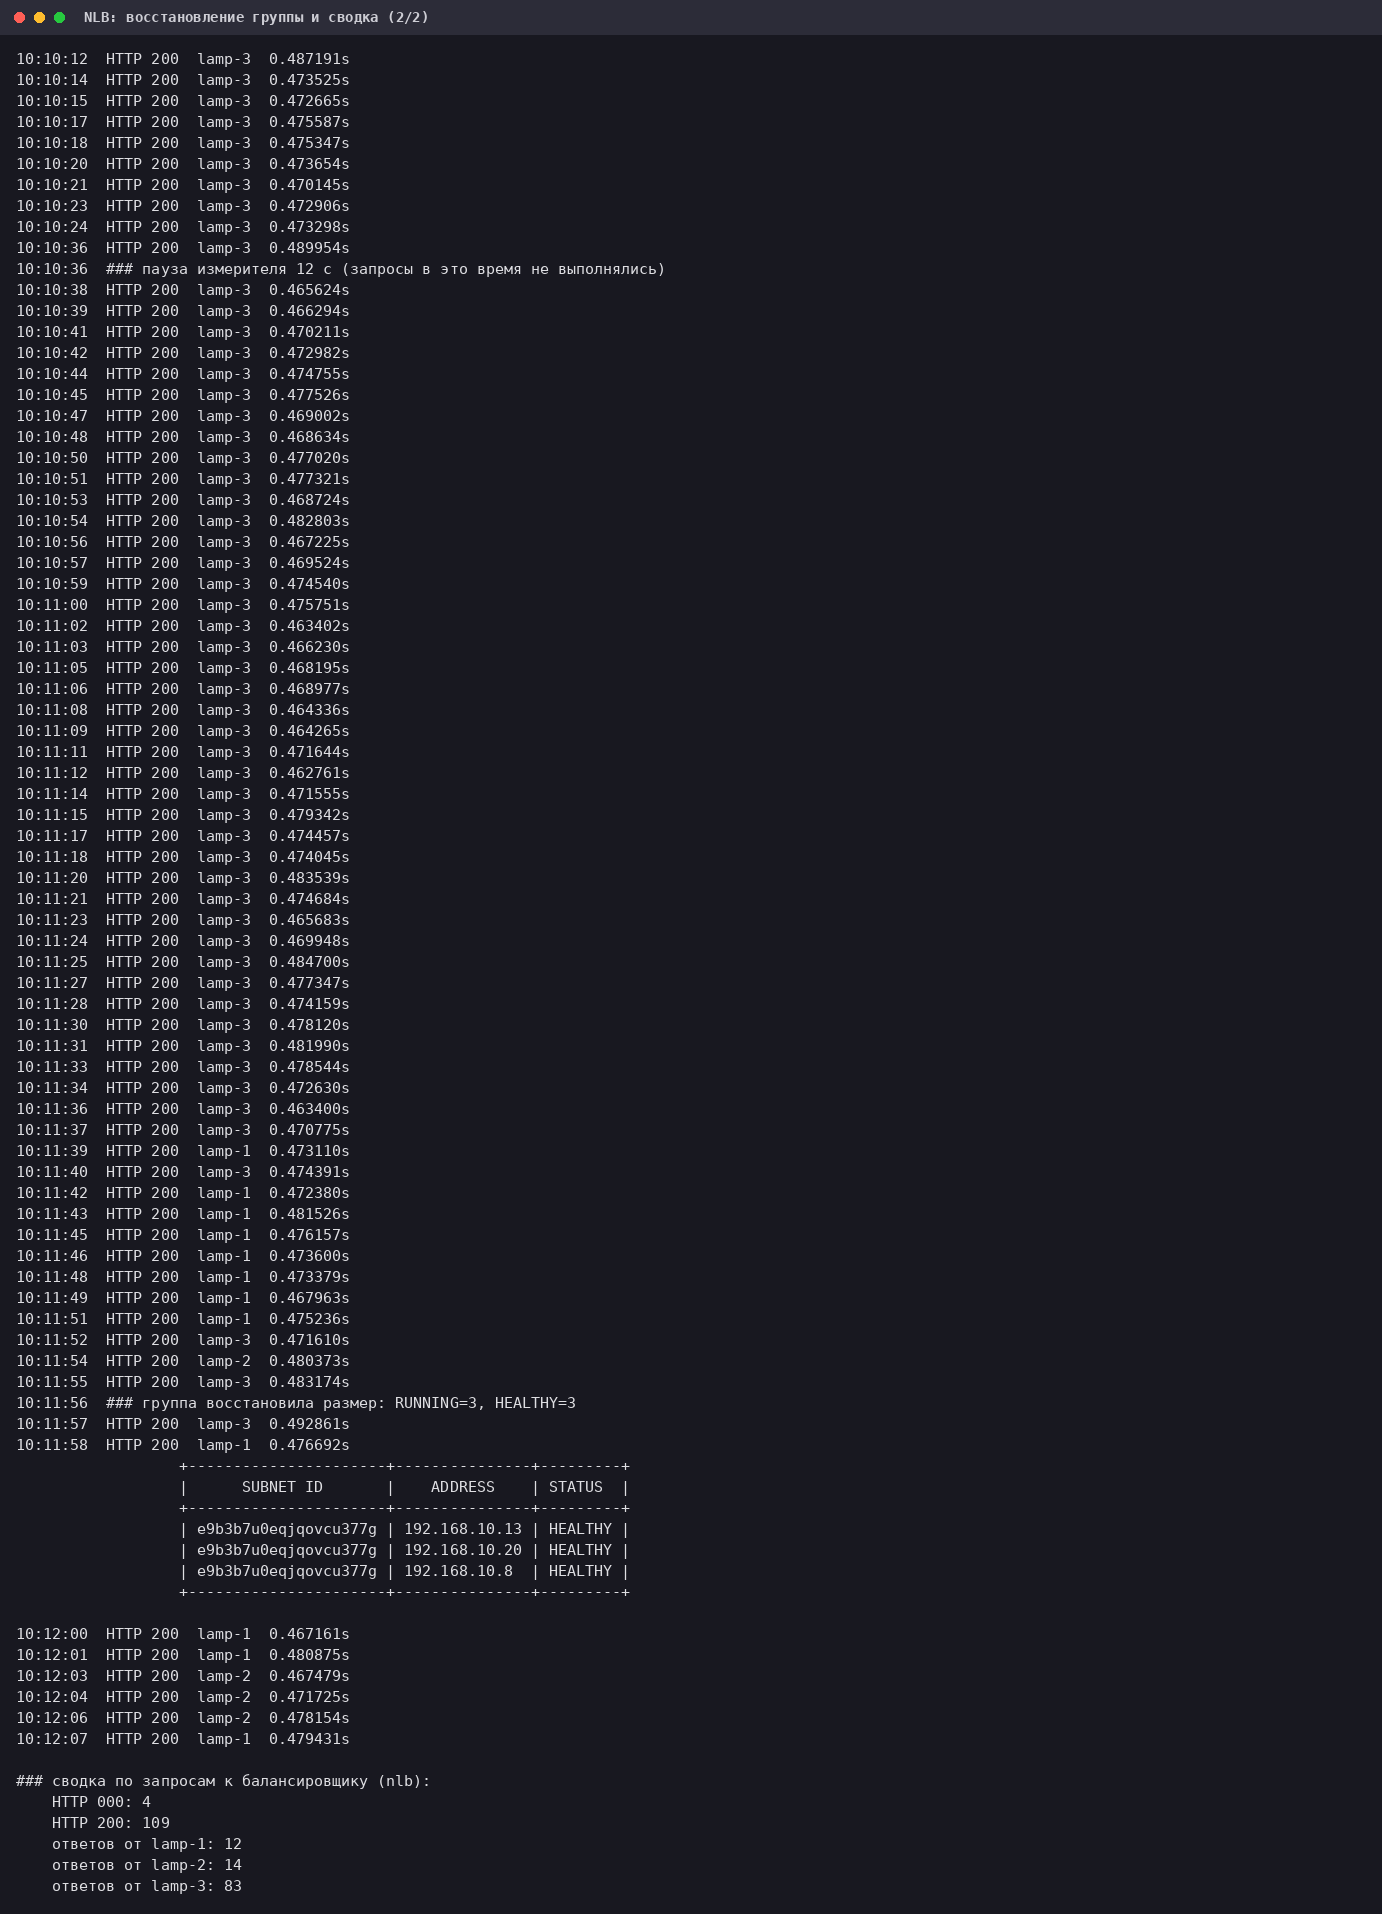 NLB: восстановление группы и сводка (2/2)
10:10:12  HTTP 200  lamp-3  0.487191s
10:10:14  HTTP 200  lamp-3  0.473525s
10:10:15  HTTP 200  lamp-3  0.472665s
10:10:17  HTTP 200  lamp-3  0.475587s
10:10:18  HTTP 200  lamp-3  0.475347s
10:10:20  HTTP 200  lamp-3  0.473654s
10:10:21  HTTP 200  lamp-3  0.470145s
10:10:23  HTTP 200  lamp-3  0.472906s
10:10:24  HTTP 200  lamp-3  0.473298s
10:10:36  HTTP 200  lamp-3  0.489954s
10:10:36  ### пауза измерителя 12 с (запросы в это время не выполнялись)
10:10:38  HTTP 200  lamp-3  0.465624s
10:10:39  HTTP 200  lamp-3  0.466294s
10:10:41  HTTP 200  lamp-3  0.470211s
10:10:42  HTTP 200  lamp-3  0.472982s
10:10:44  HTTP 200  lamp-3  0.474755s
10:10:45  HTTP 200  lamp-3  0.477526s
10:10:47  HTTP 200  lamp-3  0.469002s
10:10:48  HTTP 200  lamp-3  0.468634s
10:10:50  HTTP 200  lamp-3  0.477020s
10:10:51  HTTP 200  lamp-3  0.477321s
10:10:53  HTTP 200  lamp-3  0.468724s
10:10:54  HTTP 200  lamp-3  0.482803s
10:10:56  HTTP 200  lamp-3  0.467225s
10:10:57  HTTP 200  lamp-3  0.469524s
10:10:59  HTTP 200  lamp-3  0.474540s
10:11:00  HTTP 200  lamp-3  0.475751s
10:11:02  HTTP 200  lamp-3  0.463402s
10:11:03  HTTP 200  lamp-3  0.466230s
10:11:05  HTTP 200  lamp-3  0.468195s
10:11:06  HTTP 200  lamp-3  0.468977s
10:11:08  HTTP 200  lamp-3  0.464336s
10:11:09  HTTP 200  lamp-3  0.464265s
10:11:11  HTTP 200  lamp-3  0.471644s
10:11:12  HTTP 200  lamp-3  0.462761s
10:11:14  HTTP 200  lamp-3  0.471555s
10:11:15  HTTP 200  lamp-3  0.479342s
10:11:17  HTTP 200  lamp-3  0.474457s
10:11:18  HTTP 200  lamp-3  0.474045s
10:11:20  HTTP 200  lamp-3  0.483539s
10:11:21  HTTP 200  lamp-3  0.474684s
10:11:23  HTTP 200  lamp-3  0.465683s
10:11:24  HTTP 200  lamp-3  0.469948s
10:11:25  HTTP 200  lamp-3  0.484700s
10:11:27  HTTP 200  lamp-3  0.477347s
10:11:28  HTTP 200  lamp-3  0.474159s
10:11:30  HTTP 200  lamp-3  0.478120s
10:11:31  HTTP 200  lamp-3  0.481990s
10:11:33  HTTP 200  lamp-3  0.478544s
10:11:34  HTTP 200  lamp-3  0.472630s
10:11:36  HTTP 200  lamp-3  0.463400s
10:11:37  HTTP 200  lamp-3  0.470775s
10:11:39  HTTP 200  lamp-1  0.473110s
10:11:40  HTTP 200  lamp-3  0.474391s
10:11:42  HTTP 200  lamp-1  0.472380s
10:11:43  HTTP 200  lamp-1  0.481526s
10:11:45  HTTP 200  lamp-1  0.476157s
10:11:46  HTTP 200  lamp-1  0.473600s
10:11:48  HTTP 200  lamp-1  0.473379s
10:11:49  HTTP 200  lamp-1  0.467963s
10:11:51  HTTP 200  lamp-1  0.475236s
10:11:52  HTTP 200  lamp-3  0.471610s
10:11:54  HTTP 200  lamp-2  0.480373s
10:11:55  HTTP 200  lamp-3  0.483174s
10:11:56  ### группа восстановила размер: RUNNING=3, HEALTHY=3
10:11:57  HTTP 200  lamp-3  0.492861s
10:11:58  HTTP 200  lamp-1  0.476692s
+----------------------+---------------+---------+
|      SUBNET ID       |    ADDRESS    | STATUS  |
+----------------------+---------------+---------+
| e9b3b7u0eqjqovcu377g | 192.168.10.13 | HEALTHY |
| e9b3b7u0eqjqovcu377g | 192.168.10.20 | HEALTHY |
| e9b3b7u0eqjqovcu377g | 192.168.10.8  | HEALTHY |
+----------------------+---------------+---------+
10:12:00  HTTP 200  lamp-1  0.467161s
10:12:01  HTTP 200  lamp-1  0.480875s
10:12:03  HTTP 200  lamp-2  0.467479s
10:12:04  HTTP 200  lamp-2  0.471725s
10:12:06  HTTP 200  lamp-2  0.478154s
10:12:07  HTTP 200  lamp-1  0.479431s
### сводка по запросам к балансировщику (nlb):
HTTP 000: 4
HTTP 200: 109
ответов от lamp-1: 12
ответов от lamp-2: 14
ответов от lamp-3: 83